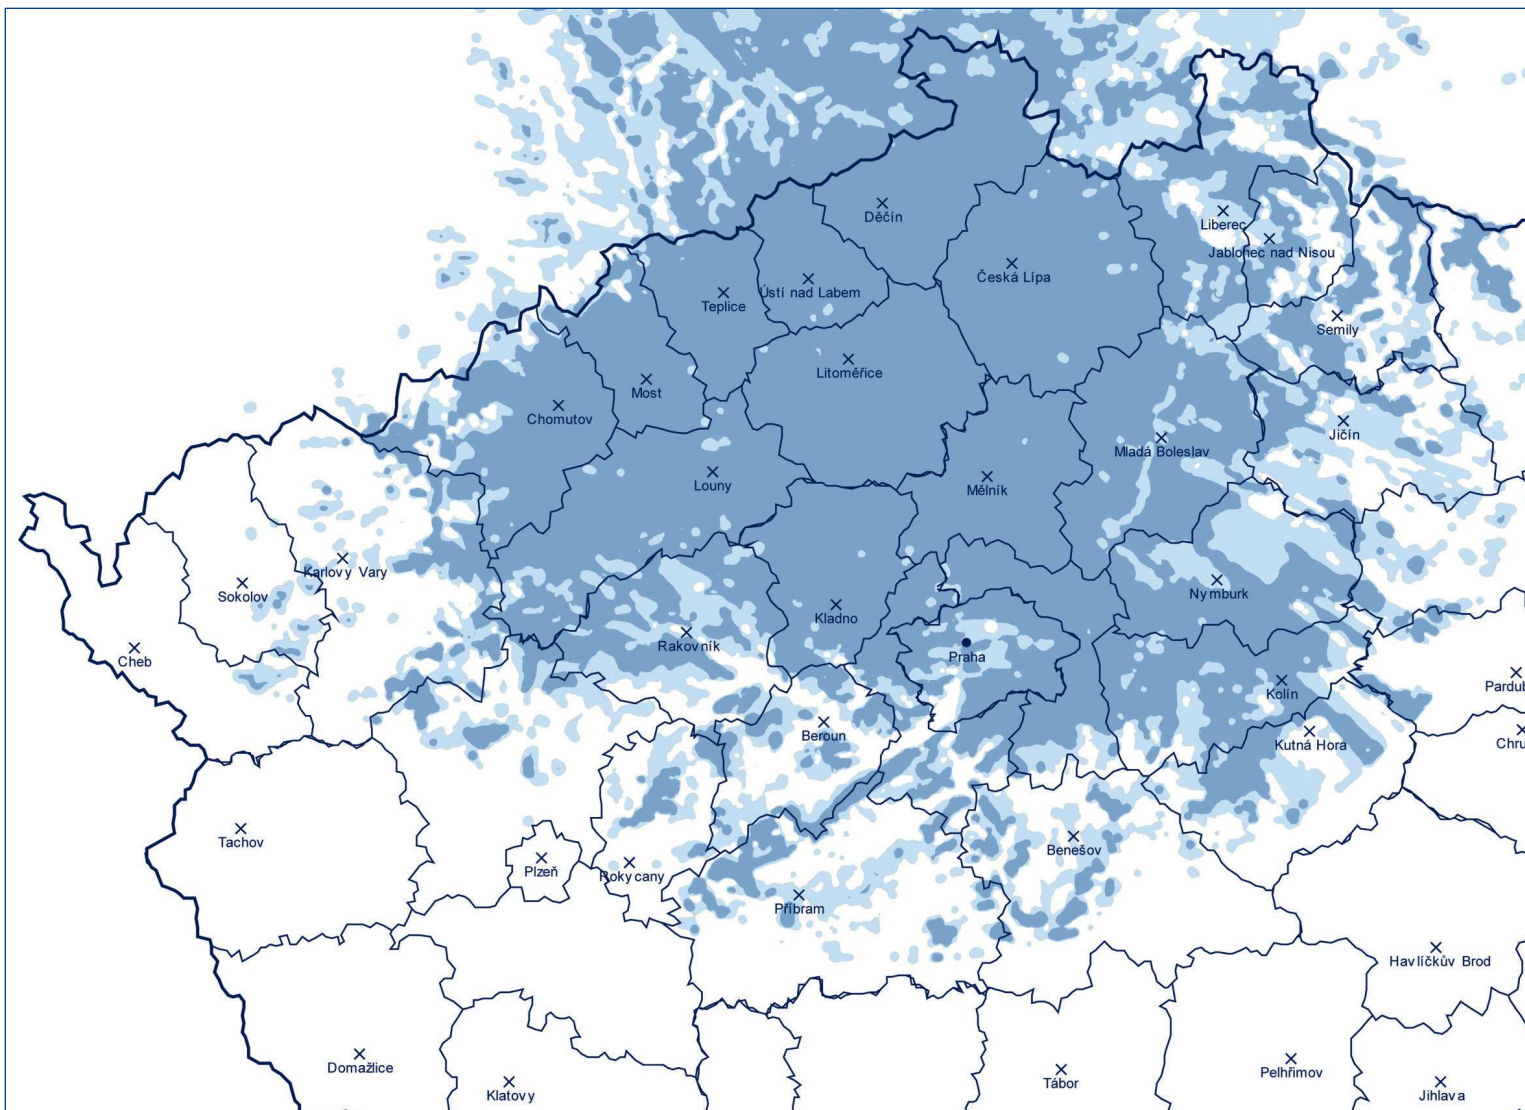 Děčín
Liberec
Jablonec nad Nisou
Česká Lípa
Ústí nad Labem
Teplice
Semily
Litoměřice
Most
Chomutov
Jičín
Mladá Boleslav
Louny
Mělník
Karlovy Vary
Sokolov
Nymburk
Kladno
Rakovník
Praha
Cheb
Kolín
Pardub
Beroun
Kutná Hora
Chru
Tachov
Benešov
Plzeň
Rokycany
Příbram
Havlíčkův Brod
Domažlice
Pelhřimov
Tábor
Klatovy
Jihlava